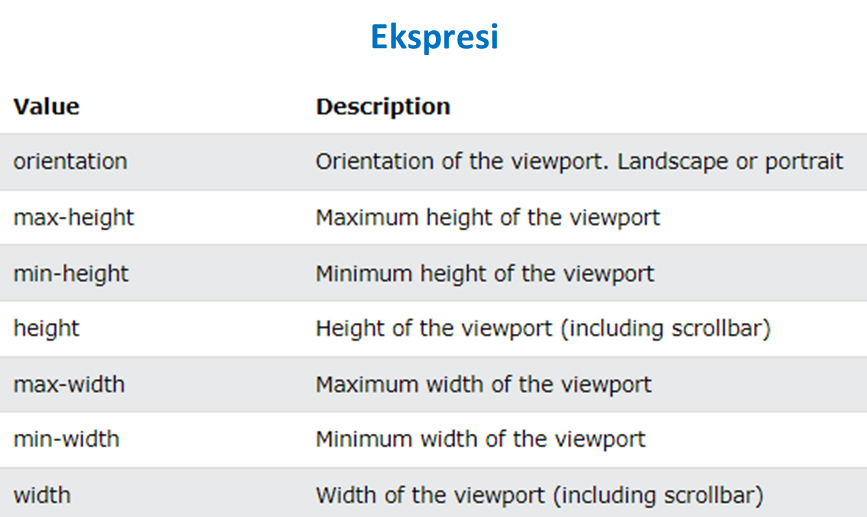 Ekspresi
Value Description
orientation Orientation of the viewport. Landscape or portrait
max-height Maximum height of the viewport
min-height Minimum height of the viewport
height Height of the viewport (including scrollbar)
max-width Maximum width of the viewport
min-width Minimum width of the viewport
width Width of the viewport (including scrollbar)